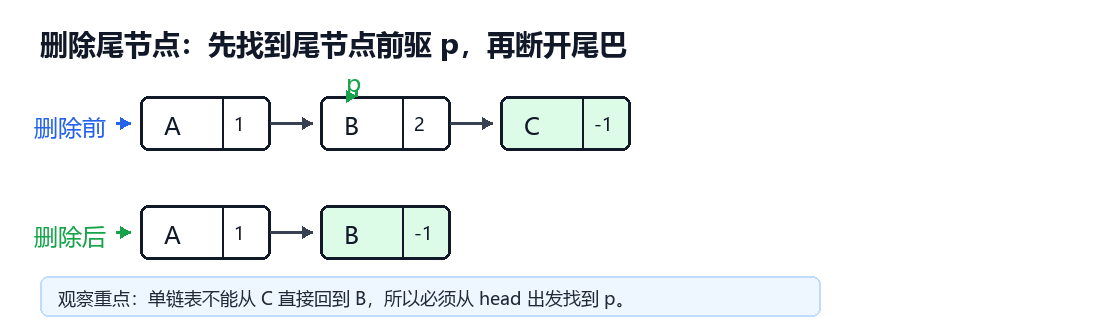 删除尾节点：先找到尾节点前驱 p，再断开尾巴
p
删除前 A 1 B 2 C -1
删除后 A 1 B -1
观察重点：单链表不能从 C 直接回到 B，所以必须从 head 出发找到 p。